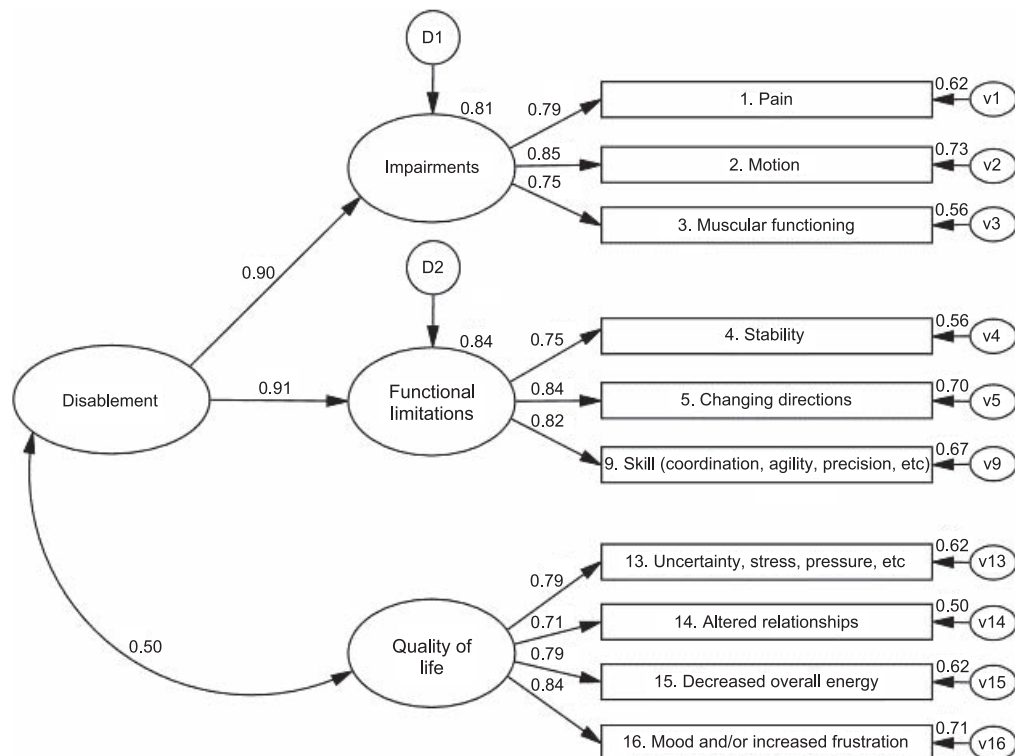 D1
0.81
Impairments
0.79
0.85
0.75
1. Pain
0.62
v1
2. Motion
0.73
v2
3. Muscular functioning
0.56
v3
0.90
D2
0.84
Functional
limitations
0.75
0.84
0.82
4. Stability
0.56
v4
Disablement
0.91
5. Changing directions
0.70
v5
9. Skill (coordination, agility, precision, etc)
0.67
v9
0.50
Quality of
life
0.79
0.71
0.79
0.84
13. Uncertainty, stress, pressure, etc
0.62
v13
14. Altered relationships
0.50
v14
15. Decreased overall energy
0.62
v15
16. Mood and/or increased frustration
0.71
v16